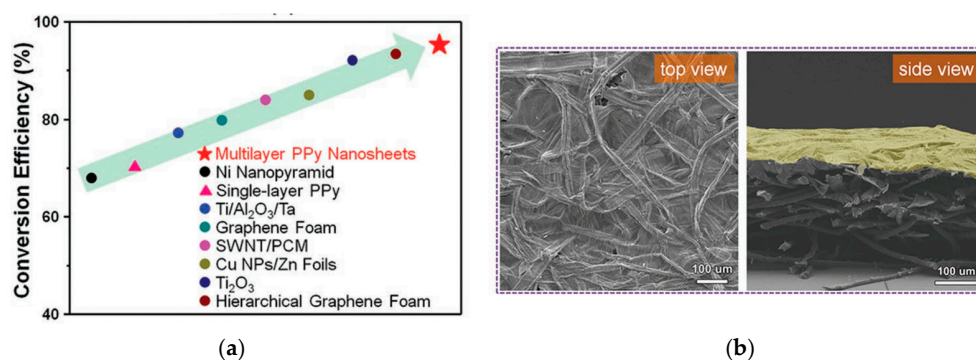 100
80
60
40
Conversion Efficiency (%)
Multilayer PPy Nanosheets
Ni Nanopyramid
Single-layer PPy
Ti/Al₂O₃/Ta
Graphene Foam
SWNT/PCM
Cu NPs/Zn Foils
Ti₂O₃
Hierarchical Graphene Foam
top view
100 um
side view
100 um
(a)
(b)